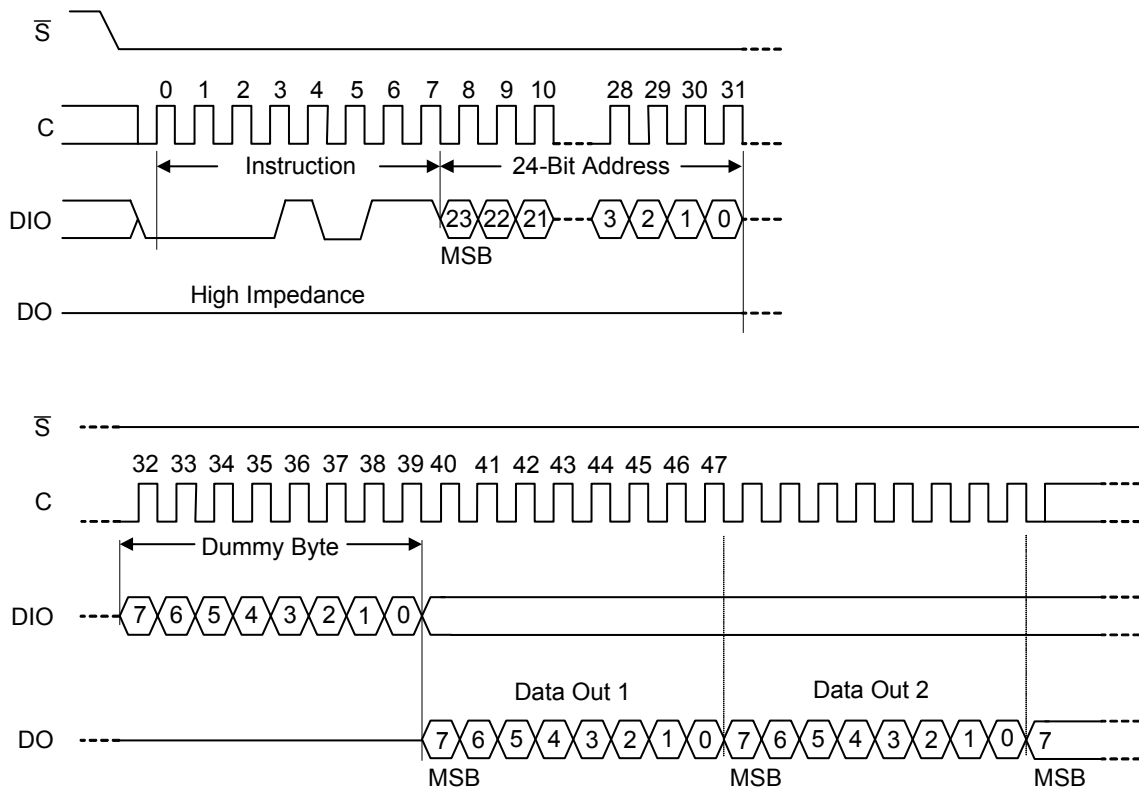 S̅
0 1 2 3 4 5 6 7 8 9 10 28 29 30 31
C
Instruction 24-Bit Address
DIO 23 22 21 3 2 1 0
MSB
High Impedance
DO
S̅
32 33 34 35 36 37 38 39 40 41 42 43 44 45 46 47
C
Dummy Byte
DIO 7 6 5 4 3 2 1 0
Data Out 1 Data Out 2
DO 7 6 5 4 3 2 1 0 7 6 5 4 3 2 1 0 7
MSB MSB MSB